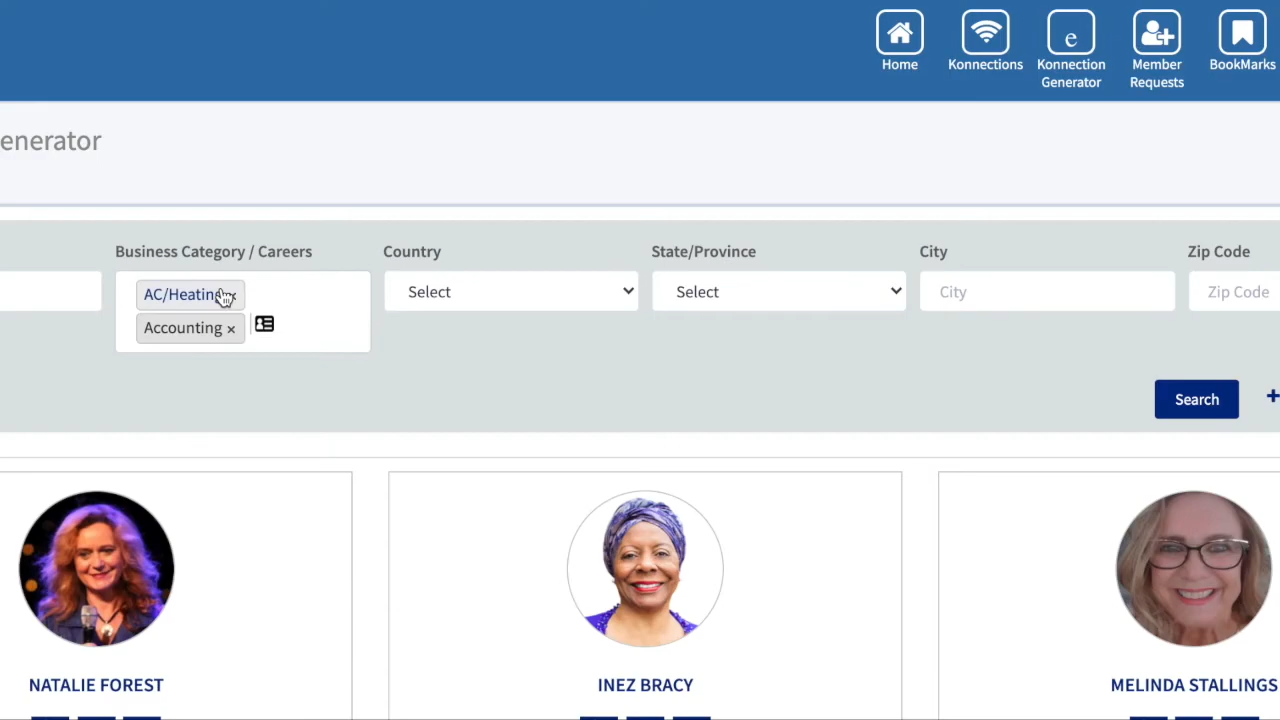 Home
Konnections
e
Konnection
Generator
Member
Requests
BookMarks
enerator
Business Category / Careers
Country
State/Province
City
Zip Code
AC/Heating
Accounting ×
Select
Select
City
Zip Code
Search
+
NATALIE FOREST
INEZ BRACY
MELINDA STALLINGS